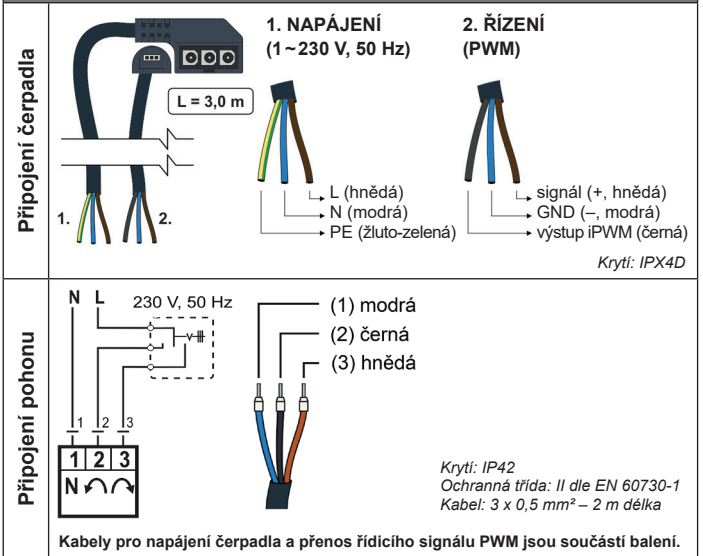 Připojení čerpadla
1. NAPÁJENÍ
(1~230 V, 50 Hz)
2. ŘÍZENÍ
(PWM)
L = 3,0 m
1.
2.
L (hnědá)
N (modrá)
PE (žluto-zelená)
signál (+, hnědá)
GND (–, modrá)
výstup iPWM (černá)
Krytí: IPX4D
Připojení pohonu
N L
230 V, 50 Hz
1 2 3
1 2 3
N
(1) modrá
(2) černá
(3) hnědá
Krytí: IP42
Ochranná třída: II dle EN 60730-1
Kabel: 3 x 0,5 mm² – 2 m délka
Kabely pro napájení čerpadla a přenos řídicího signálu PWM jsou součástí balení.